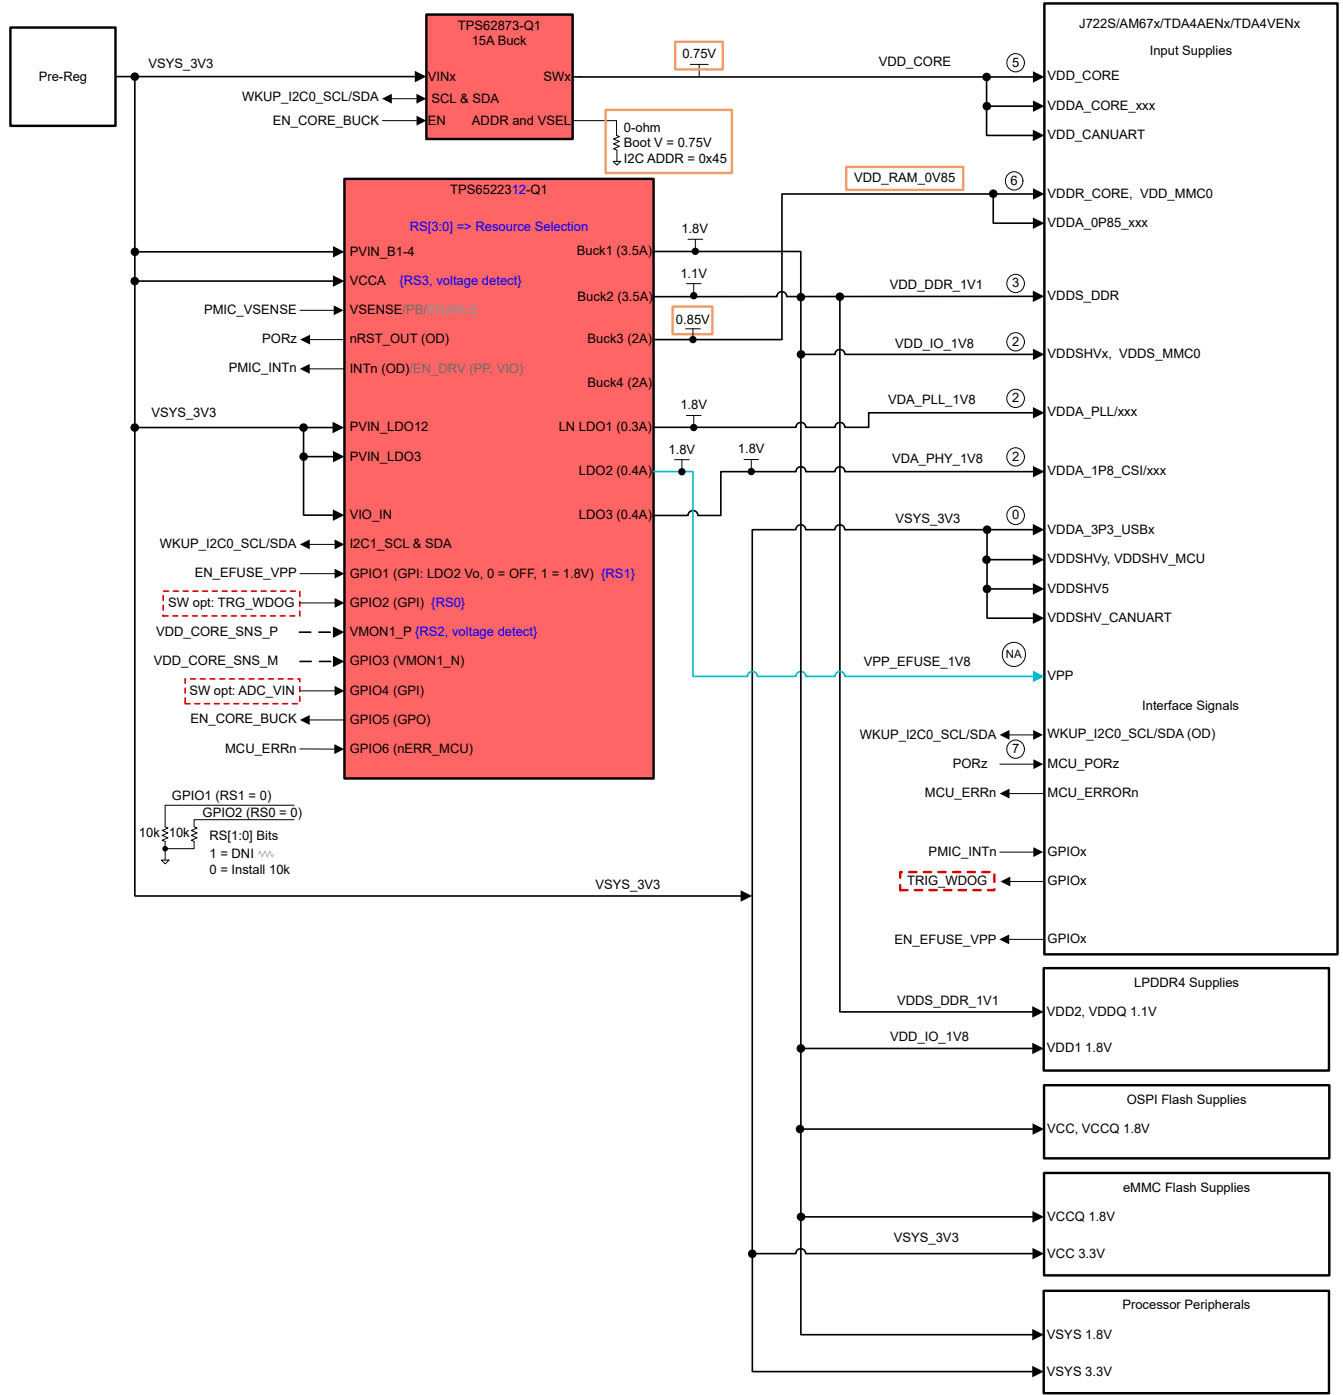 Pre-Reg
VSYS_3V3
TPS62873-Q1
15A Buck
VINx
SWx
WKUP_I2C0_SCL/SDA
SCL & SDA
EN_CORE_BUCK
EN
ADDR and VSEL
0.75V
0-ohm
Boot V = 0.75V
I2C ADDR = 0x45
VDD_CORE
5
J722S/AM67x/TDA4AENx/TDA4VENx
Input Supplies
VDD_CORE
VDDA_CORE_xxx
VDD_CANUART
VDD_RAM_0V85
6
VDDR_CORE, VDD_MMC0
VDDA_0P85_xxx
TPS6522312-Q1
RS[3:0] => Resource Selection
PVIN_B1-4
Buck1 (3.5A)
1.8V
VCCA {RS3, voltage detect}
Buck2 (3.5A)
1.1V
VDD_DDR_1V1
3
VDDS_DDR
PMIC_VSENSE
VSENSE/PB/ENABLE
0.85V
PORz
nRST_OUT (OD)
Buck3 (2A)
VDD_IO_1V8
2
VDDSHVx, VDDS_MMC0
PMIC_INTn
INTn (OD)/EN_DRV (PP, VIO)
Buck4 (2A)
VSYS_3V3
PVIN_LDO12
LN LDO1 (0.3A)
1.8V
VDA_PLL_1V8
2
VDDA_PLL/xxx
PVIN_LDO3
LDO2 (0.4A)
1.8V
1.8V
VDA_PHY_1V8
2
VDDA_1P8_CSI/xxx
VIO_IN
LDO3 (0.4A)
VSYS_3V3
0
VDDA_3P3_USBx
WKUP_I2C0_SCL/SDA
I2C1_SCL & SDA
VDDSHVy, VDDSHV_MCU
EN_EFUSE_VPP
GPIO1 (GPI: LDO2 Vo, 0 = OFF, 1 = 1.8V) {RS1}
VDDSHV5
SW opt: TRG_WDOG
GPIO2 (GPI) {RS0}
VDDSHV_CANUART
VDD_CORE_SNS_P
VMON1_P {RS2, voltage detect}
VDD_CORE_SNS_M
GPIO3 (VMON1_N)
VPP_EFUSE_1V8
NA
VPP
SW opt: ADC_VIN
GPIO4 (GPI)
EN_CORE_BUCK
GPIO5 (GPO)
MCU_ERRn
GPIO6 (nERR_MCU)
Interface Signals
WKUP_I2C0_SCL/SDA
WKUP_I2C0_SCL/SDA (OD)
PORz
7
MCU_PORz
MCU_ERRn
MCU_ERRORn
PMIC_INTn
GPIOx
TRIG_WDOG
GPIOx
EN_EFUSE_VPP
GPIOx
GPIO1 (RS1 = 0)
GPIO2 (RS0 = 0)
10k
10k
RS[1:0] Bits
1 = DNI
0 = Install 10k
VSYS_3V3
LPDDR4 Supplies
VDDS_DDR_1V1
VDD2, VDDQ 1.1V
VDD_IO_1V8
VDD1 1.8V
OSPI Flash Supplies
VCC, VCCQ 1.8V
eMMC Flash Supplies
VCCQ 1.8V
VSYS_3V3
VCC 3.3V
Processor Peripherals
VSYS 1.8V
VSYS 3.3V